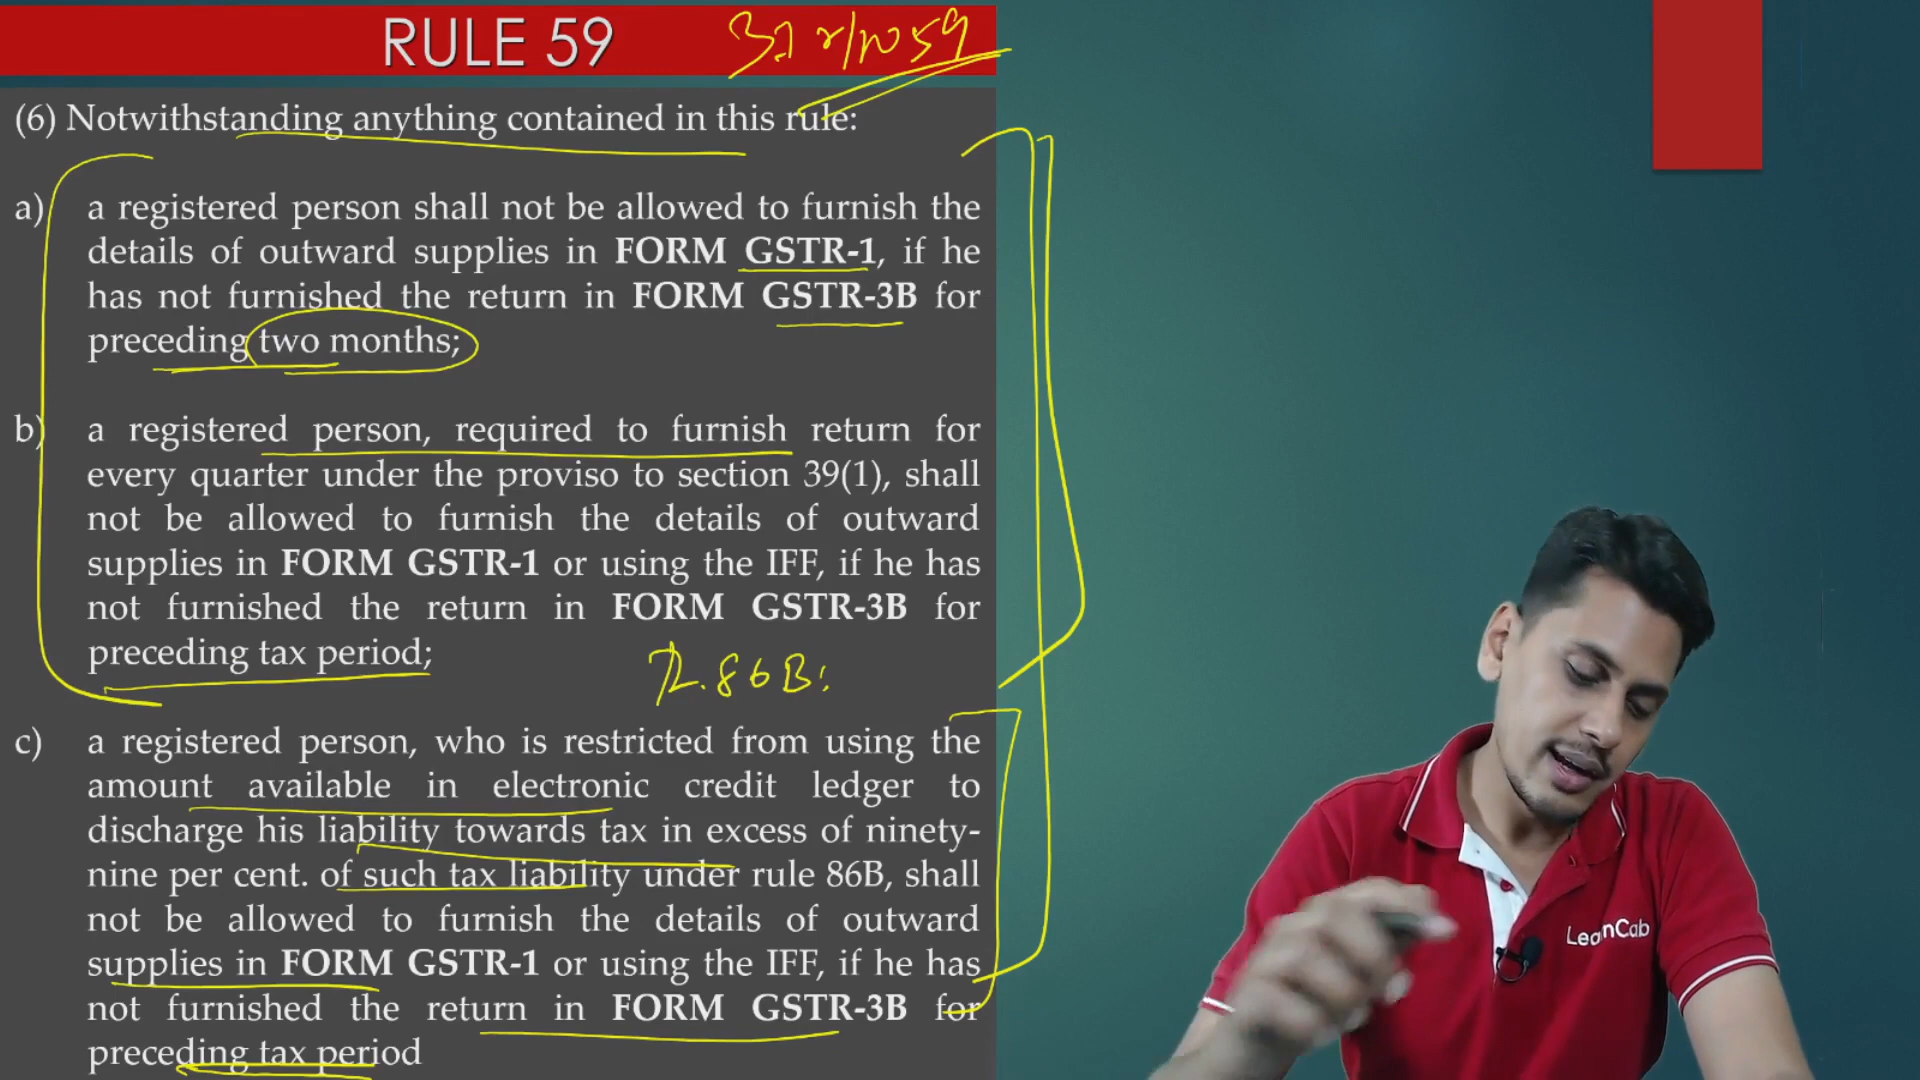 RULE 59
37 r/w 59
(6) Notwithstanding anything contained in this rule:
a) a registered person shall not be allowed to furnish the
details of outward supplies in FORM GSTR-1, if he
has not furnished the return in FORM GSTR-3B for
preceding two months;
b) a registered person, required to furnish return for
every quarter under the proviso to section 39(1), shall
not be allowed to furnish the details of outward
supplies in FORM GSTR-1 or using the IFF, if he has
not furnished the return in FORM GSTR-3B for
preceding tax period;
R. 86B:
c) a registered person, who is restricted from using the
amount available in electronic credit ledger to
discharge his liability towards tax in excess of ninety-
nine per cent. of such tax liability under rule 86B, shall
not be allowed to furnish the details of outward
supplies in FORM GSTR-1 or using the IFF, if he has
not furnished the return in FORM GSTR-3B for
preceding tax period
LearnCab